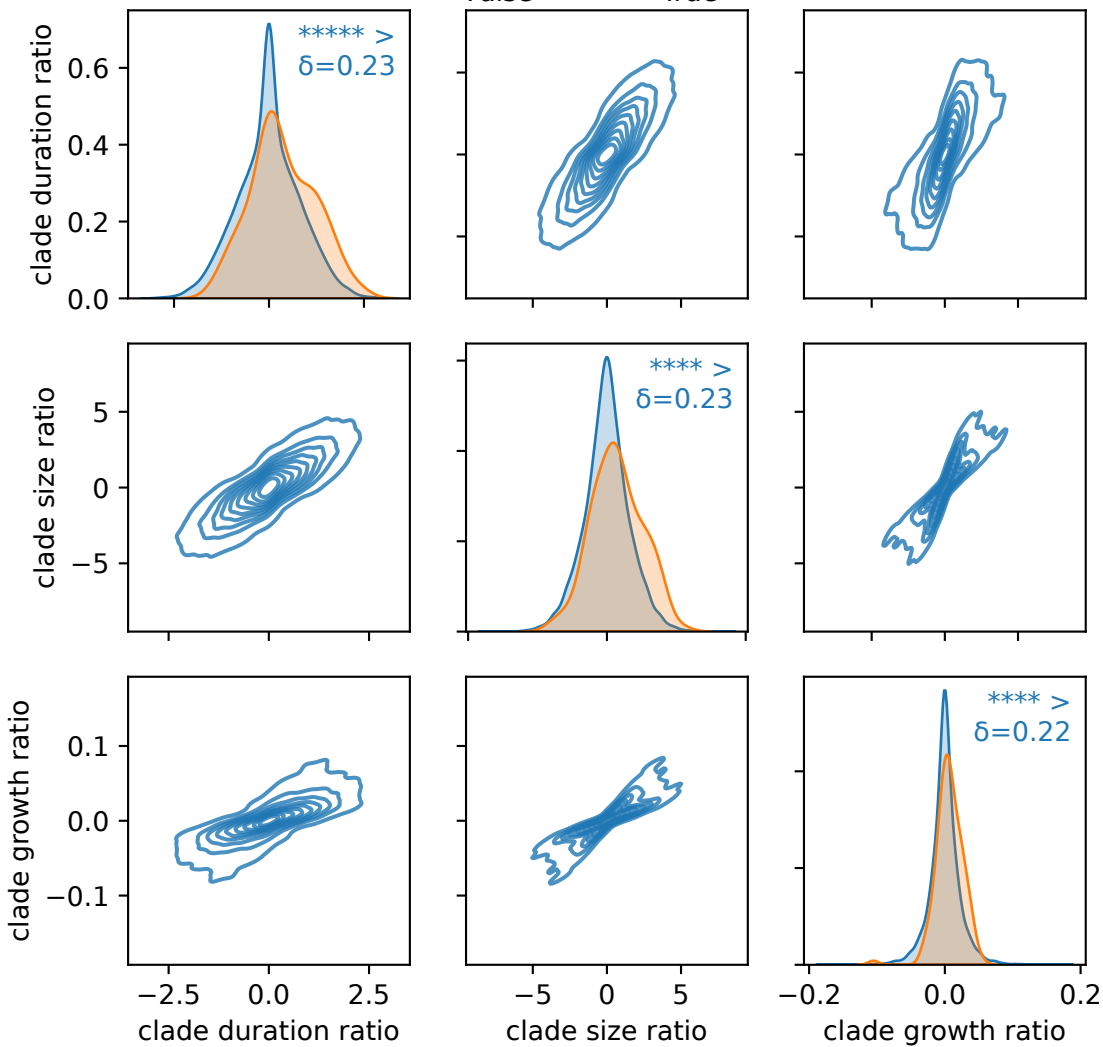 clade duration ratio
0.6
0.4
0.2
0.0
***** >
δ=0.23
clade size ratio
5
0
−5
**** >
δ=0.23
clade growth ratio
0.1
0.0
−0.1
**** >
δ=0.22
−2.5 0.0 2.5
clade duration ratio
−5 0 5
clade size ratio
−0.2 0.0 0.2
clade growth ratio